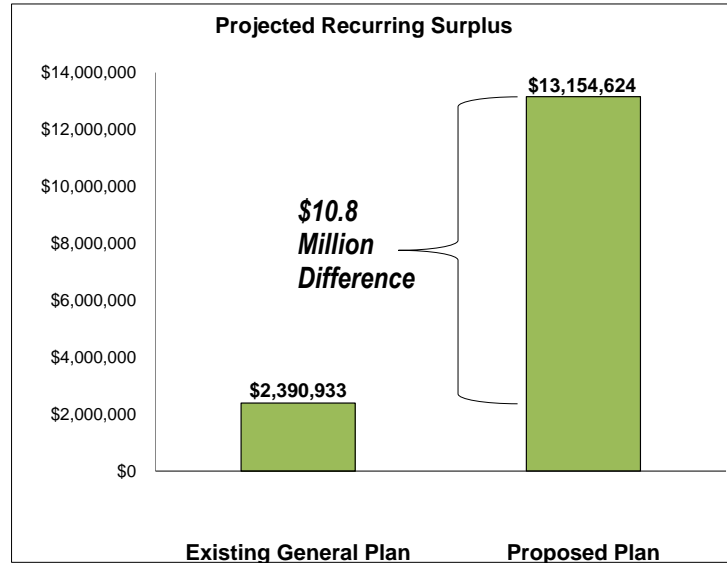 Projected Recurring Surplus
$14,000,000
$12,000,000
$10,000,000
$8,000,000
$6,000,000
$4,000,000
$2,000,000
$0
$13,154,624
$10.8
Million
Difference
$2,390,933
Existing General Plan
Proposed Plan